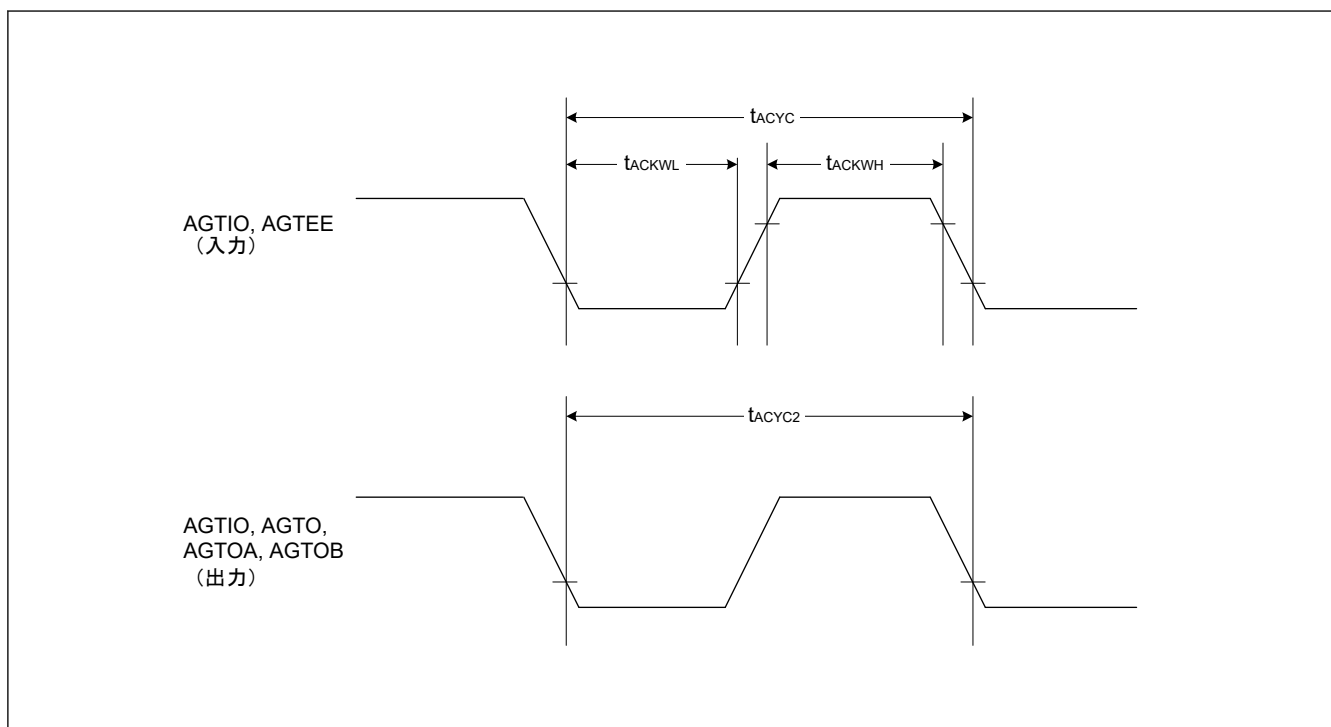 tACYC
tACKWL
tACKWH
AGTIO, AGTEE
（入力）
tACYC2
AGTIO, AGTO,
AGTOA, AGTOB
（出力）